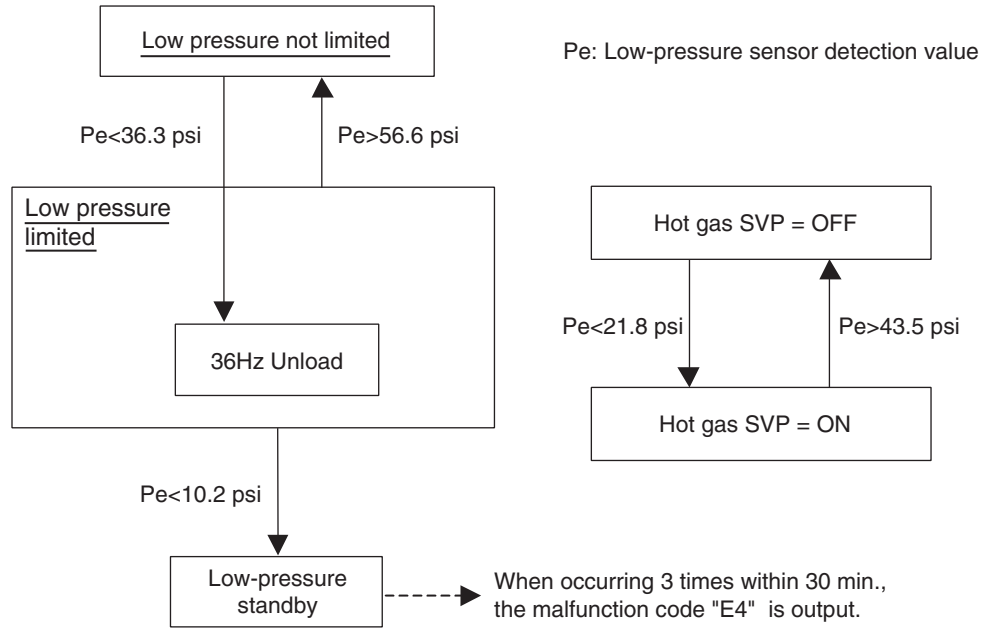 Low pressure not limited
Pe: Low-pressure sensor detection value
Pe<36.3 psi
Pe>56.6 psi
Low pressure
limited
36Hz Unload
Pe<10.2 psi
Low-pressure
standby
When occurring 3 times within 30 min.,
the malfunction code "E4" is output.
Hot gas SVP = OFF
Pe<21.8 psi
Pe>43.5 psi
Hot gas SVP = ON